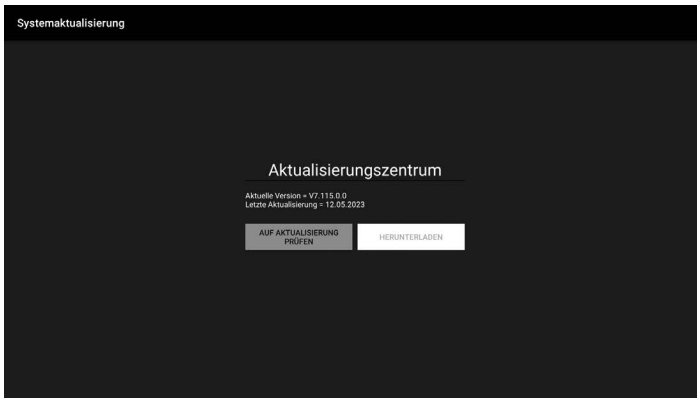 Systemaktualisierung
Aktualisierungszentrum
Aktuelle Version = V7.115.0.0
Letzte Aktualisierung = 12.05.2023
AUF AKTUALISIERUNG
PRÜFEN
HERUNTERLADEN